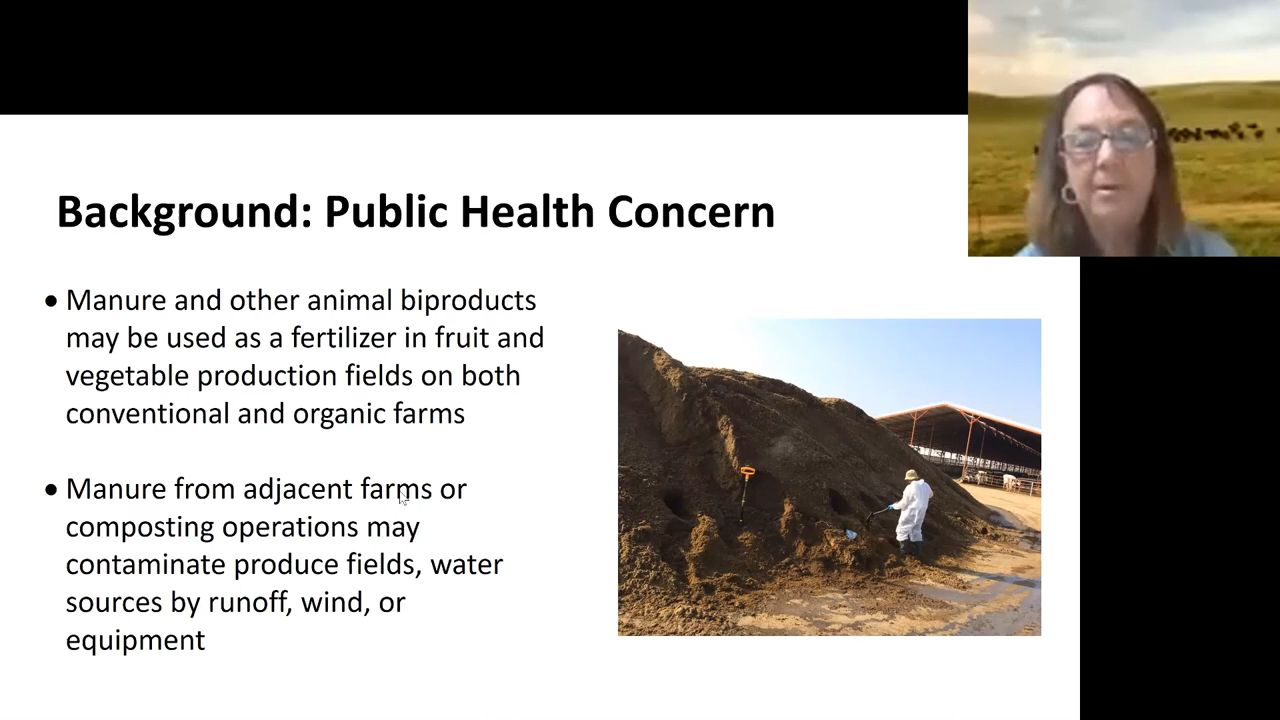 Background: Public Health Concern
• Manure and other animal biproducts
may be used as a fertilizer in fruit and
vegetable production fields on both
conventional and organic farms
• Manure from adjacent farms or
composting operations may
contaminate produce fields, water
sources by runoff, wind, or
equipment